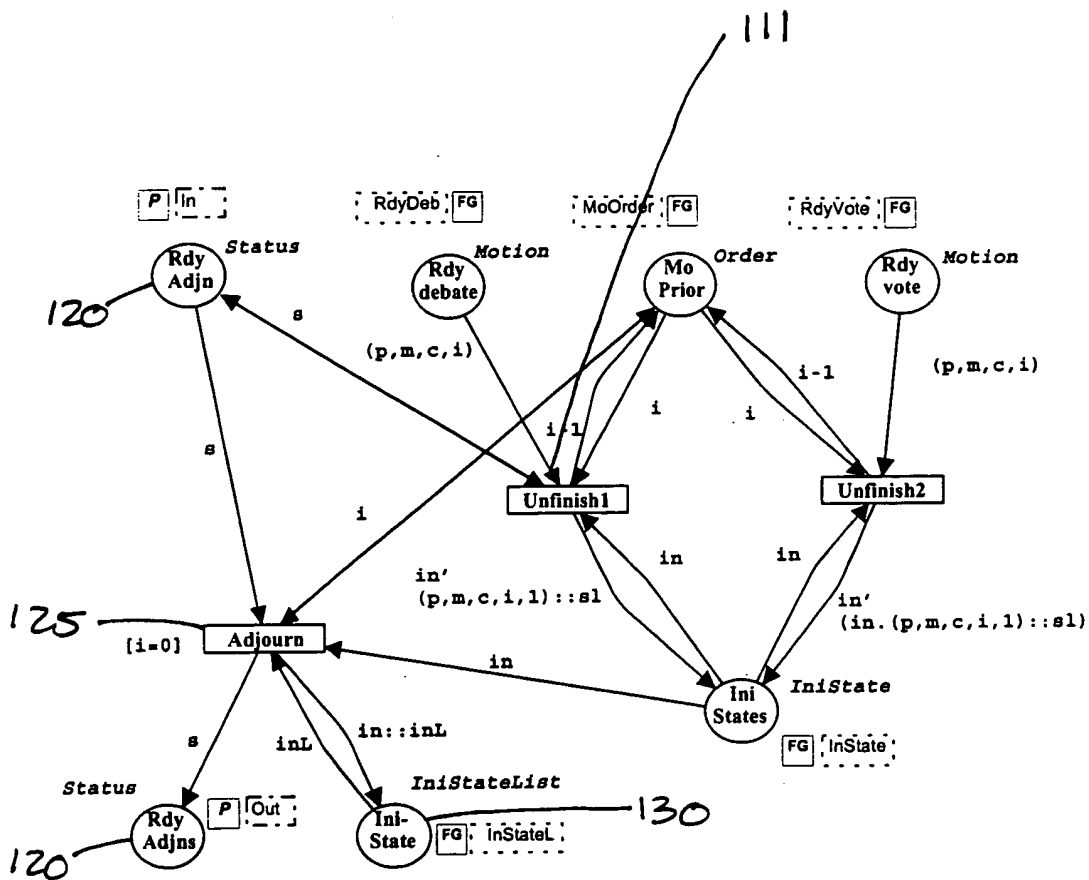 111
P In
RdyDeb FG
MoOrder FG
RdyVote FG
Status
Motion
Order
Motion
Rdy
Adjn
Rdy
debate
Mo
Prior
Rdy
vote
120
s
(p,m,c,i)
i-1
(p,m,c,i)
i
i
s
i-1
Unfinish1
Unfinish2
i
in
in
in'
(p,m,c,i,1)::sl
in'
(in.(p,m,c,i,1)::sl)
125
Adjourn
[i=0]
in
IniState
Ini
States
FG InState
s
inL
in::inL
Status
IniStateList
P Out
Rdy
Adjns
Ini-
State
130
FG InStateL
120